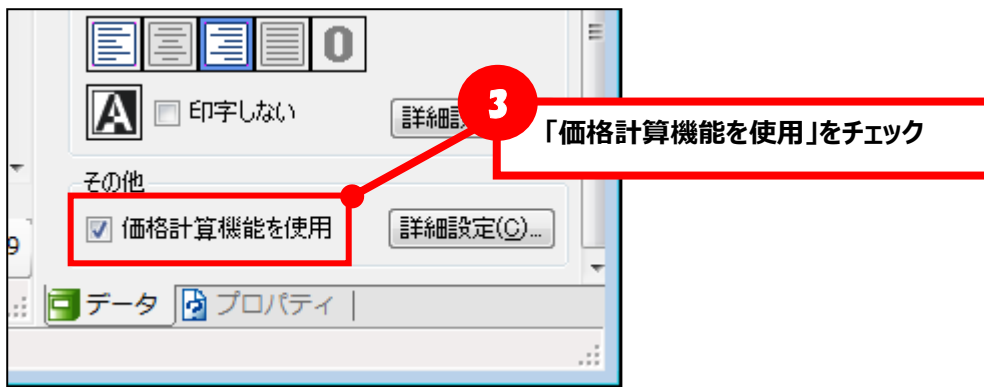 0
A 印字しない
詳細設
3
「価格計算機能を使用」をチェック
その他
価格計算機能を使用
詳細設定(C)...
9
データ
プロパティ